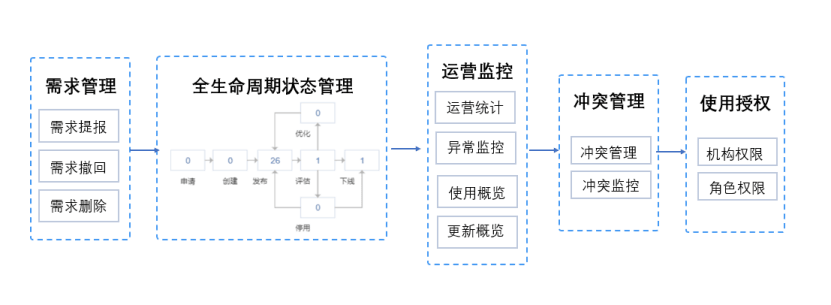 需求管理
需求提报
需求撤回
需求删除
全生命周期状态管理
0
优化
0
0
26
1
1
申请
创建
发布
评估
下线
0
停用
运营监控
运营统计
异常监控
使用概览
更新概览
冲突管理
冲突管理
冲突监控
使用授权
机构权限
角色权限